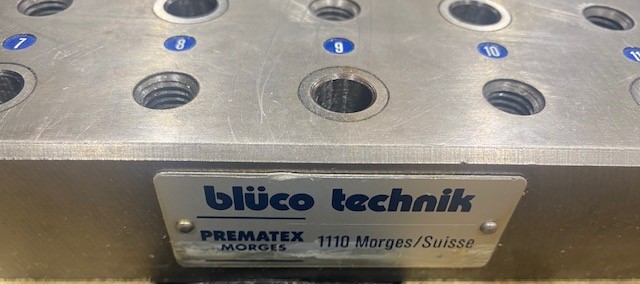 7 8 9 10 11
blüco technik
PREMATEX
MORGES
1110 Morges/Suisse